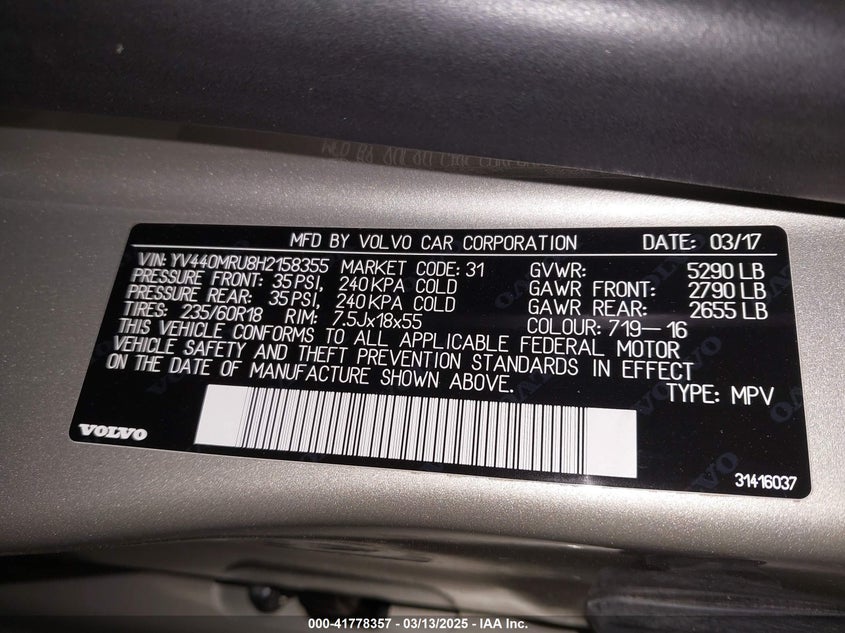 MFD BY VOLVO CAR CORPORATION DATE: 03/17
VIN: YV440MRU8H2158355 MARKET CODE: 31 GVWR: 5290 LB
PRESSURE FRONT: 35 PSI, 240 KPA COLD GAWR FRONT: 2790 LB
PRESSURE REAR: 35 PSI, 240 KPA COLD GAWR REAR: 2655 LB
TIRES: 235/60R18 RIM: 7.5Jx18x55 COLOUR: 719-16
THIS VEHICLE CONFORMS TO ALL APPLICABLE FEDERAL MOTOR
VEHICLE SAFETY AND THEFT PREVENTION STANDARDS IN EFFECT
ON THE DATE OF MANUFACTURE SHOWN ABOVE. TYPE: MPV
VOLVO
31416037
000-41778357 / 03/13/2025 - IAA Inc.